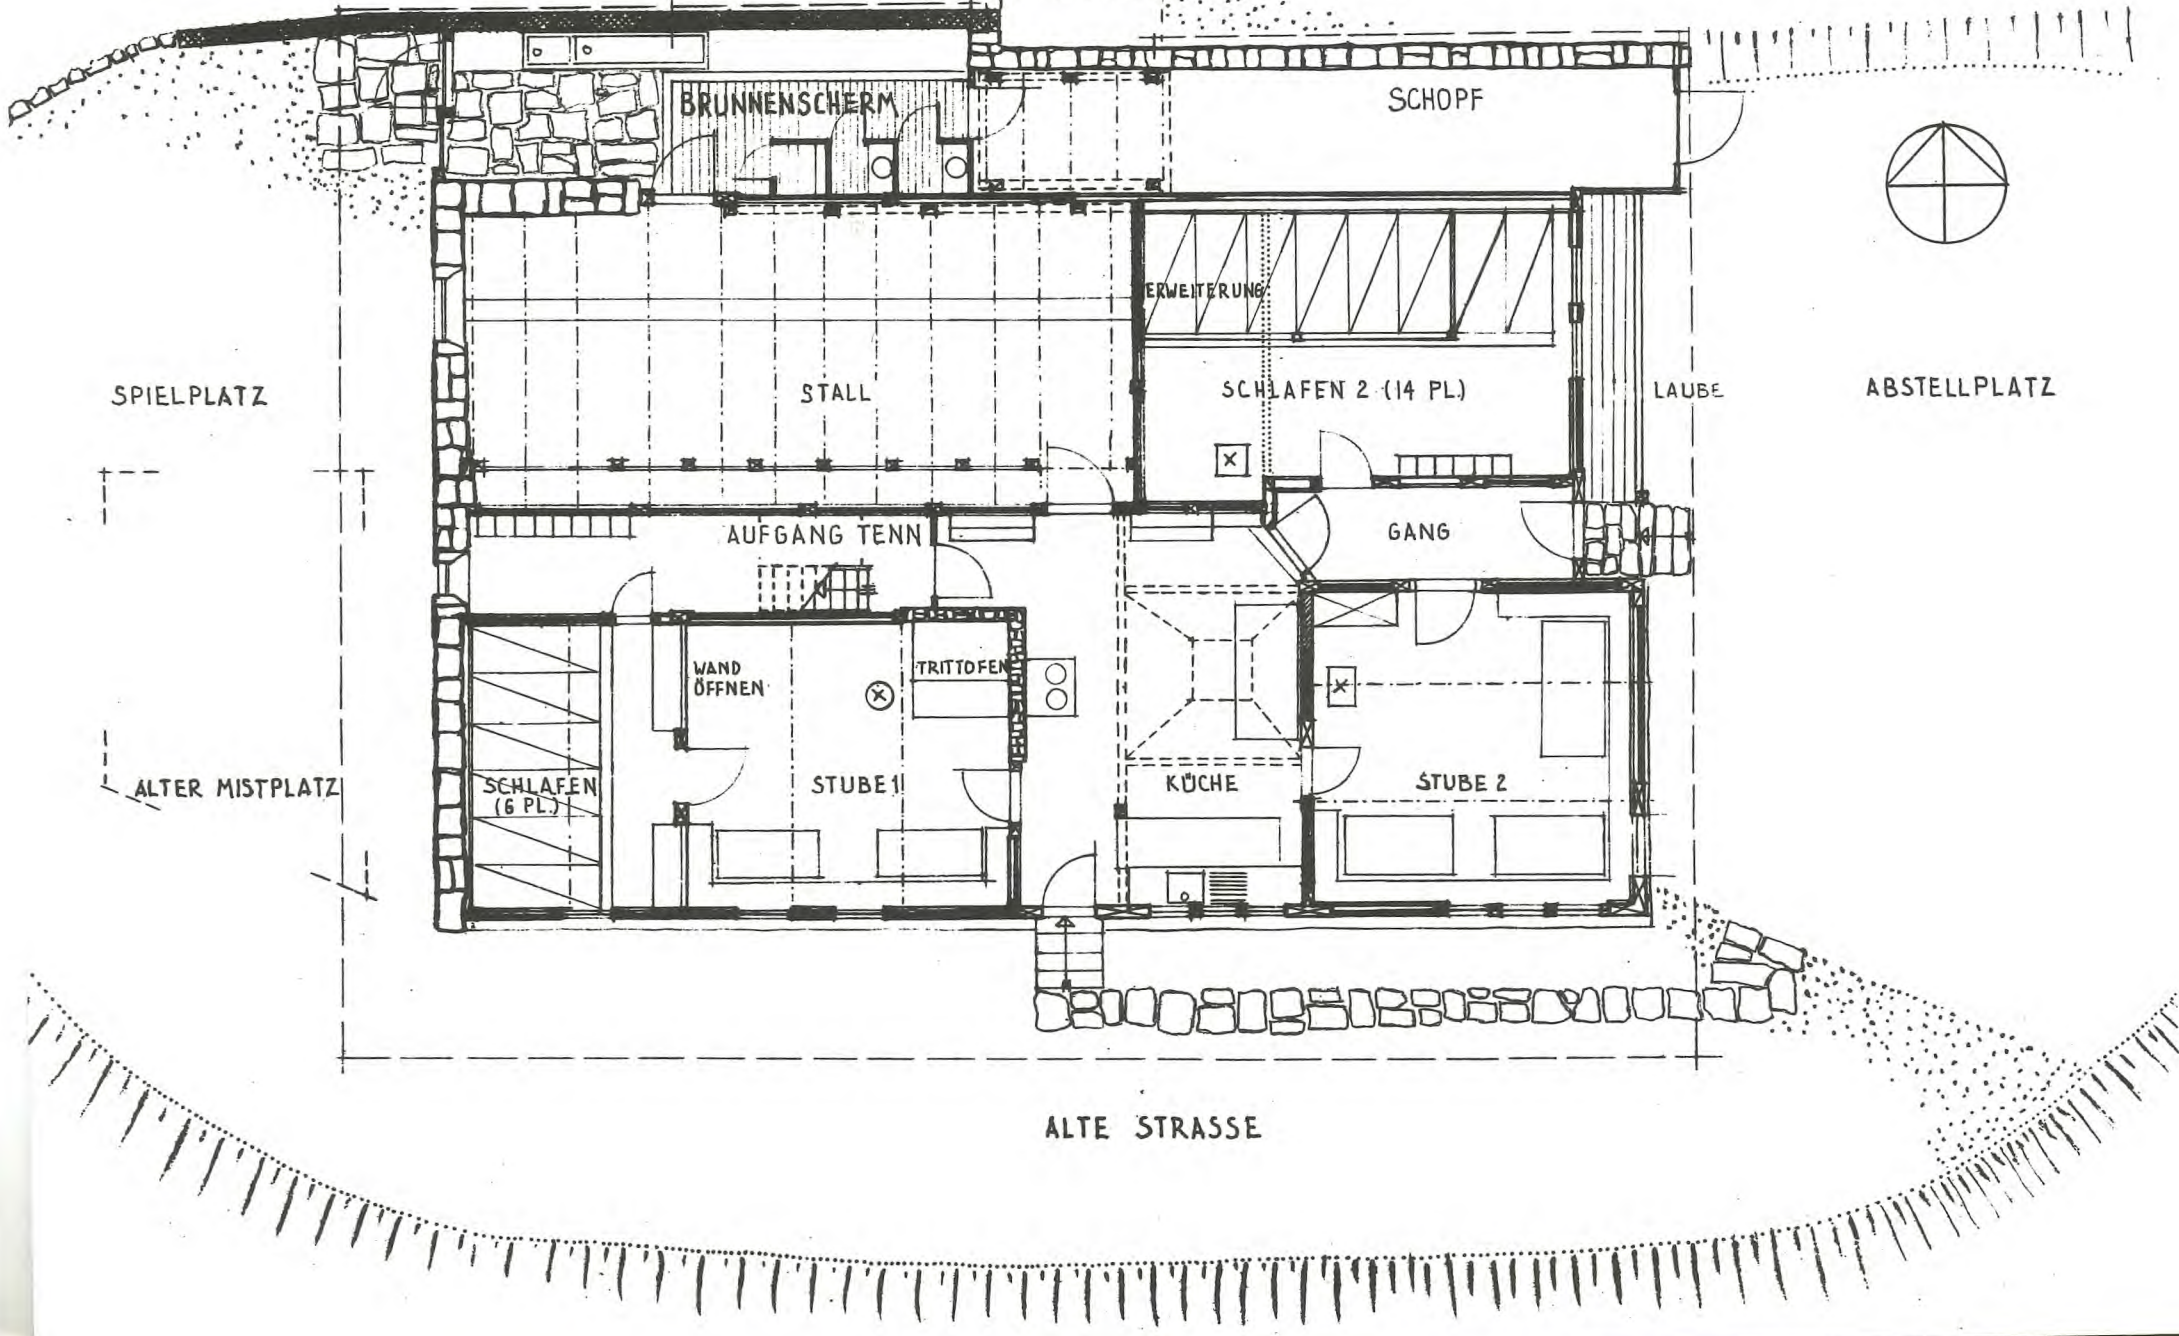 BRUNNENSCHERM
SCHOPF
ERWEITERUNG
SPIELPLATZ
STALL
SCHLAFEN 2 (14 PL.)
LAUBE
ABSTELLPLATZ
AUFGANG TENN
GANG
WAND
ÖFFNEN
TRITTOFEN
ALTER MISTPLATZ
SCHLAFEN
(6 PL.)
STUBE 1
KÜCHE
STUBE 2
ALTE STRASSE